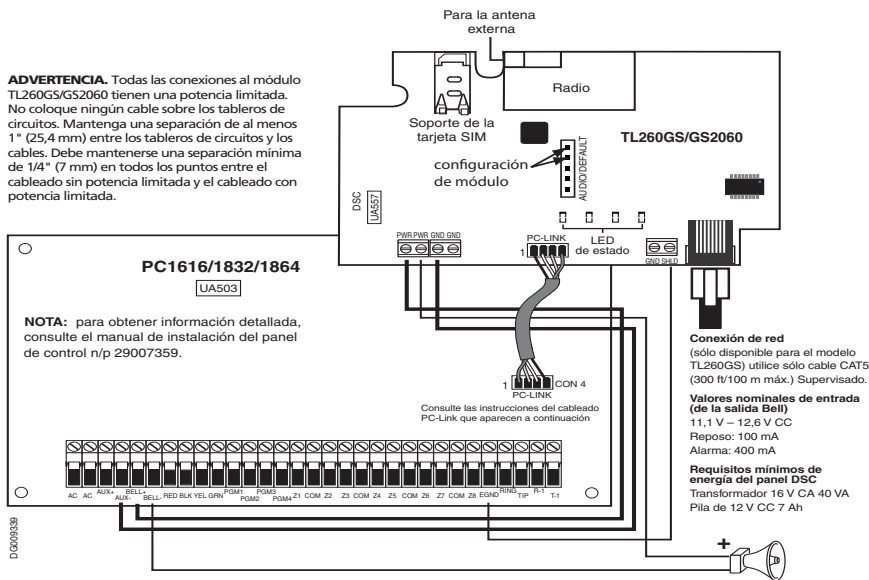 Para la antena
externa
ADVERTENCIA. Todas las conexiones al módulo
TL260GS/GS2060 tienen una potencia limitada.
No coloque ningún cable sobre los tableros de
circuitos. Mantenga una separación de al menos
1" (25,4 mm) entre los tableros de circuitos y los
cables. Debe mantenerse una separación mínima
de 1/4" (7 mm) en todos los puntos entre el
cableado sin potencia limitada y el cableado con
potencia limitada.
Radio
Soporte de la
tarjeta SIM
TL260GS/GS2060
configuración
de módulo
AUDIO/DEFAULT
DSC
UA557
PWR PWR GND GND
PC-LINK
1
LED
de estado
GND SHLD
PC1616/1832/1864
UA503
NOTA: para obtener información detallada,
consulte el manual de instalación del panel
de control n/p 29007359.
1
CON 4
PC-LINK
Consulte las instrucciones del cableado
PC-Link que aparecen a continuación
Conexión de red
(sólo disponible para el modelo
TL260GS) utilice sólo cable CAT5
(300 ft/100 m máx.) Supervisado.
Valores nominales de entrada
(de la salida Bell)
11,1 V – 12,6 V CC
Reposo: 100 mA
Alarma: 400 mA
Requisitos mínimos de
energía del panel DSC
Transformador 16 V CA 40 VA
Pila de 12 V CC 7 Ah
AC AC AUX+ AUX- BELL+ BELL- RED BLK YEL GRN PGM1 PGM2 PGM3 PGM4 Z1 COM Z2 Z3 COM Z4 Z5 COM Z6 Z7 COM Z8 EGND RING TIP R-1 T-1
DG009339
+